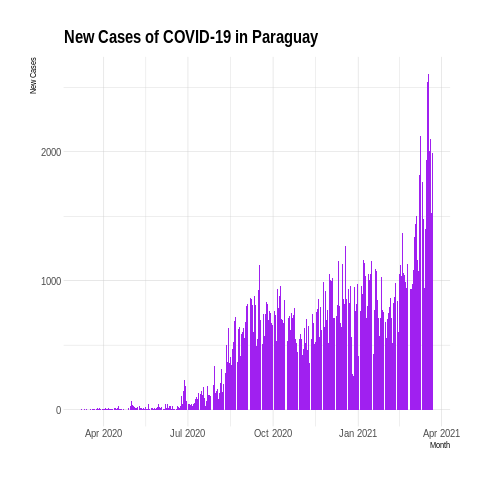 New Cases of COVID-19 in Paraguay
New Cases
2000
1000
0
Apr 2020 Jul 2020 Oct 2020 Jan 2021 Apr 2021
Month